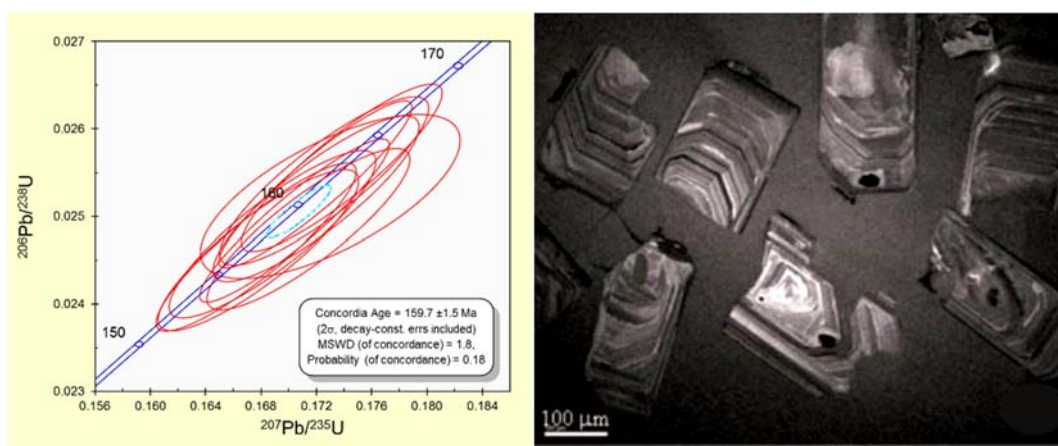 0.027
0.026
0.025
0.024
0.023
206Pb/238U
170
160
150
Concordia Age = 159.7 ±1.5 Ma
(2σ, decay-const. errs included)
MSWD (of concordance) = 1.8,
Probability (of concordance) = 0.18
0.156 0.160 0.164 0.168 0.172 0.176 0.180 0.184
207Pb/235U
100 μm